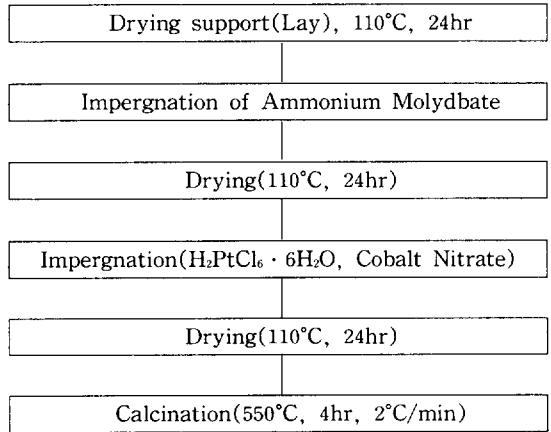 Drying support(Lay), 110°C, 24hr
Impergnation of Ammonium Molydbate
Drying(110°C, 24hr)
Impergnation(H₂PtCl₆ · 6H₂O, Cobalt Nitrate)
Drying(110°C, 24hr)
Calcination(550°C, 4hr, 2°C/min)